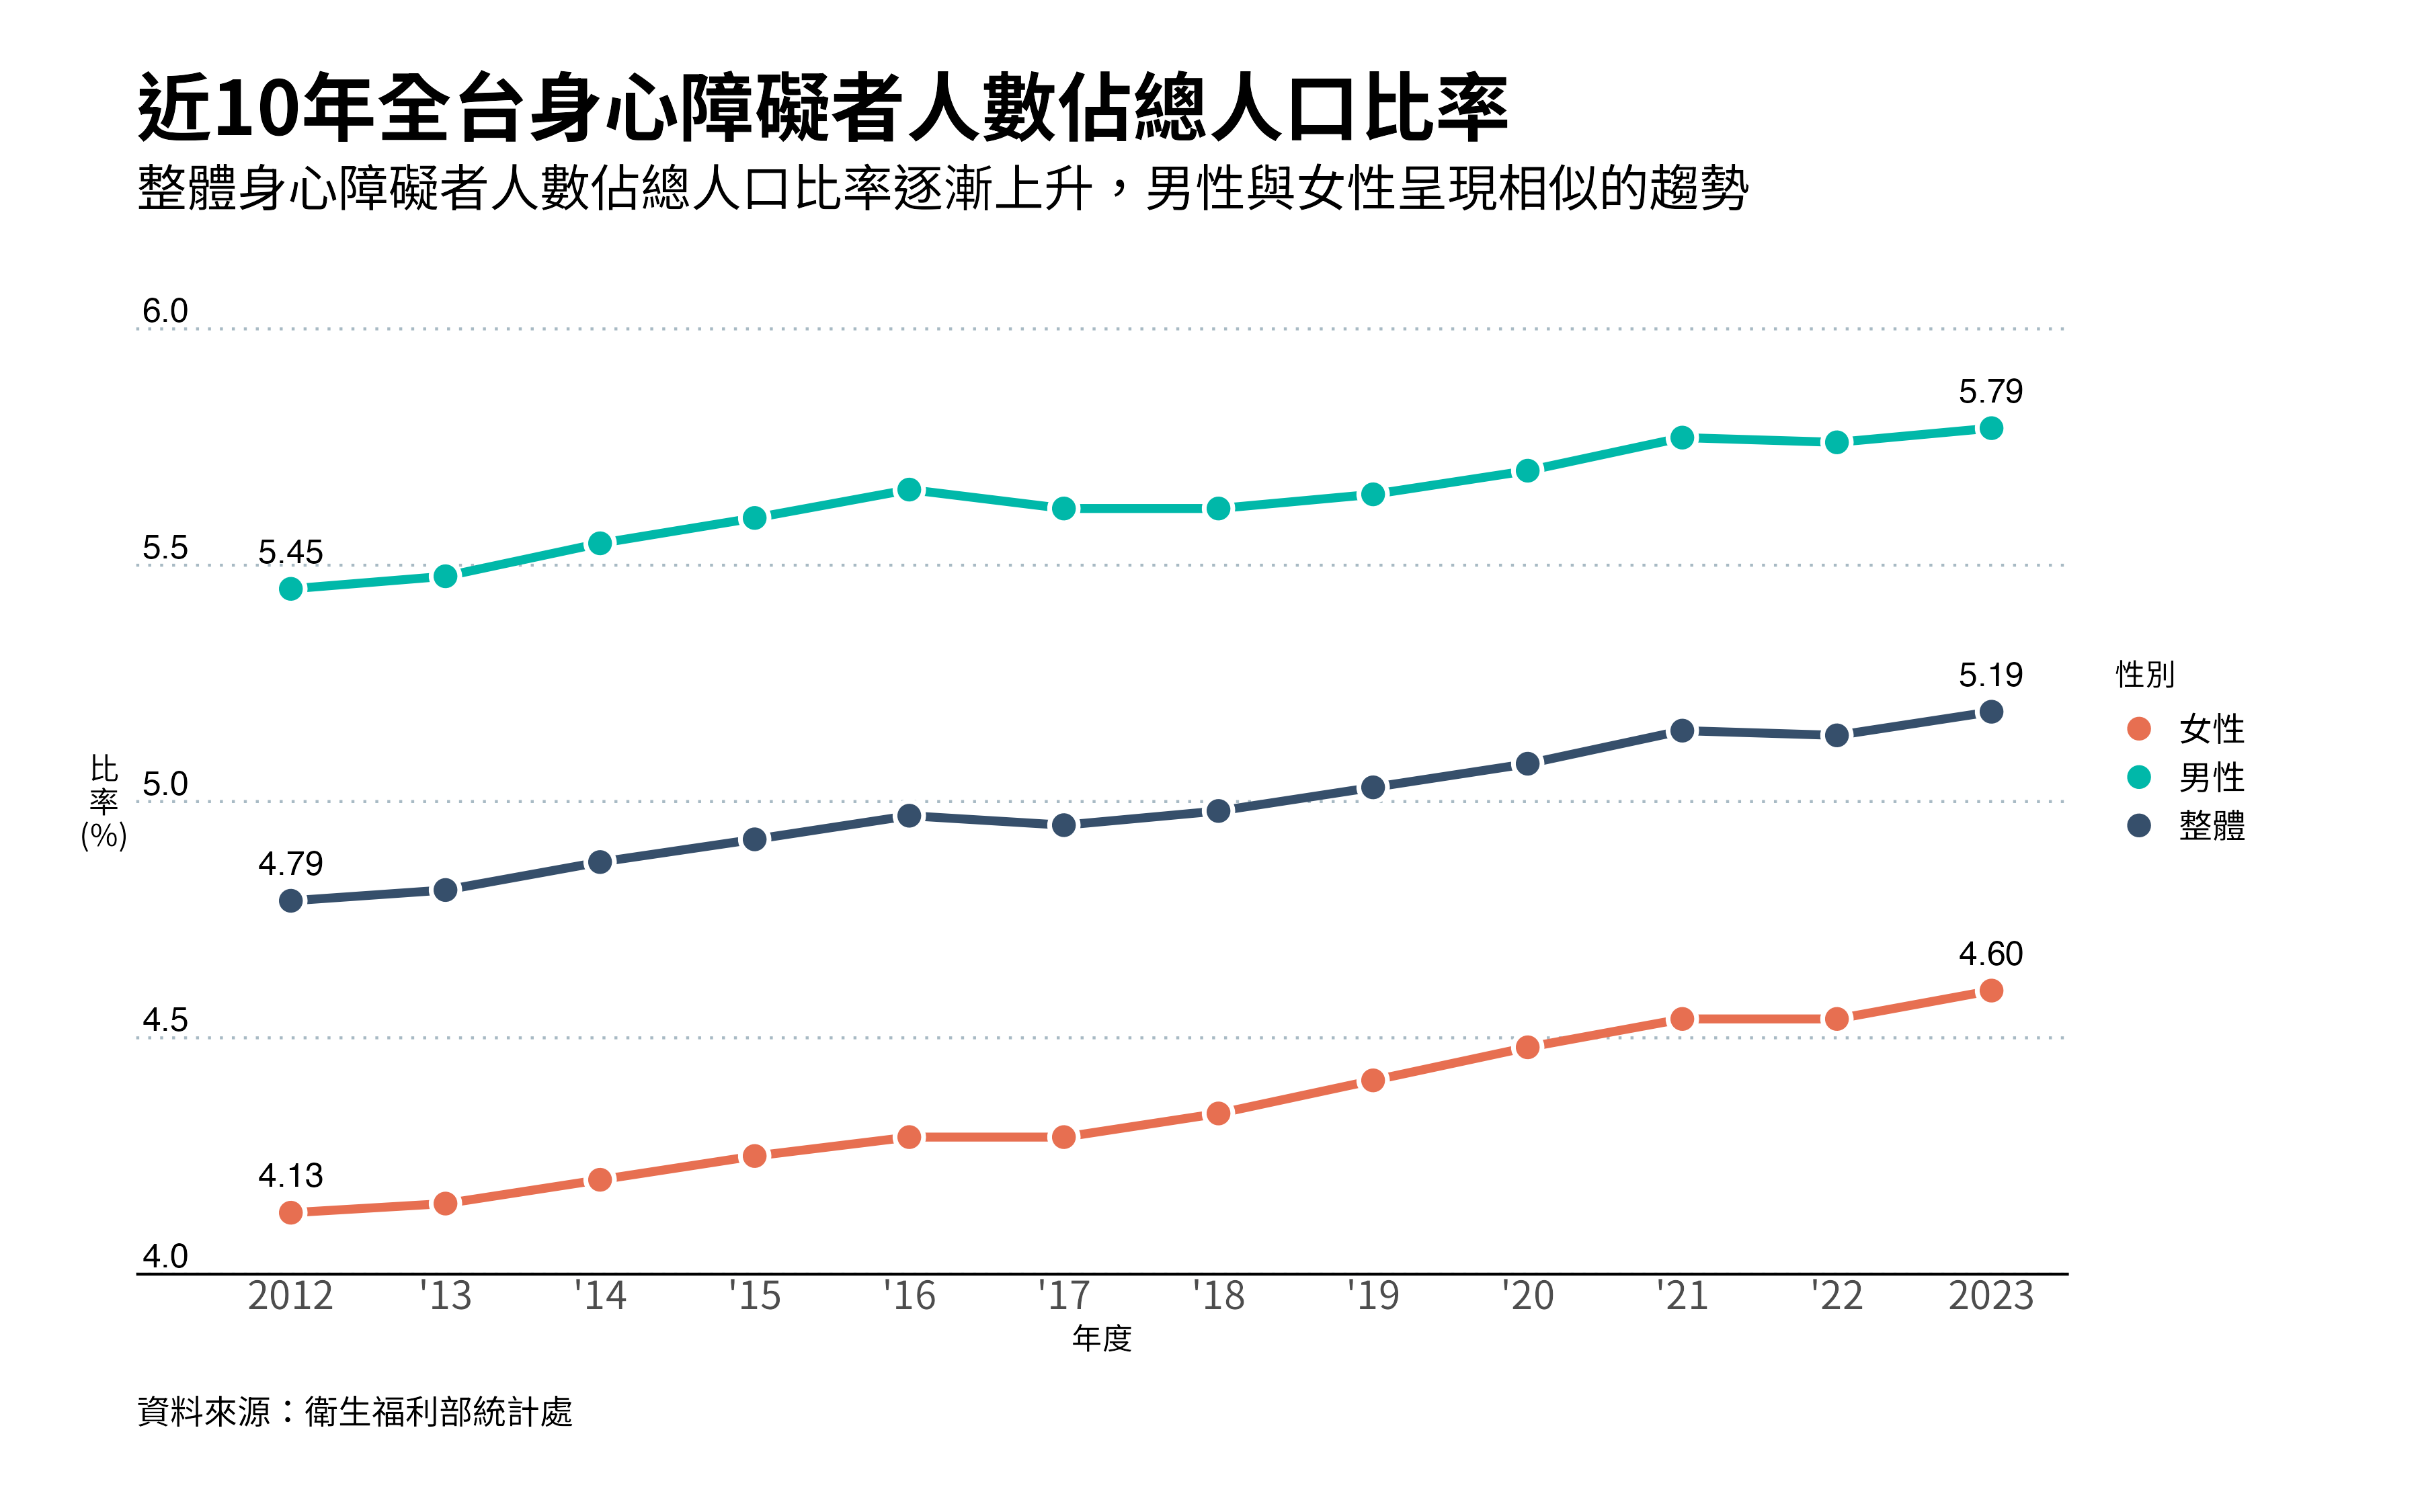 近10年全台身心障礙者人數佔總人口比率
整體身心障礙者人數佔總人口比率逐漸上升，男性與女性呈現相似的趨勢
6.0
5.79
5.5
5.45
5.19
性別
女性
男性
整體
比
率
(%)
5.0
4.79
4.60
4.5
4.13
4.0
2012 '13 '14 '15 '16 '17 '18 '19 '20 '21 '22 2023
年度
資料來源：衛生福利部統計處